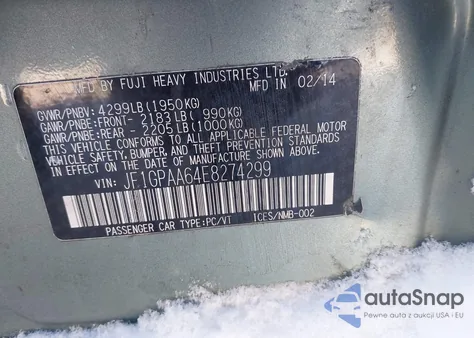 MFD BY FUJI HEAVY INDUSTRIES LTD. IN 02/14
GVWR/PNBV: 4299LB(1950KG)
GAWR/PNBE:FRONT- 2183LB( 990KG)
GAWR/PNBE:REAR - 2205LB(1000KG)
THIS VEHICLE CONFORMS TO ALL APPLICABLE FEDERAL MOTOR
VEHICLE SAFETY, BUMPER, AND THEFT PREVENTION STANDARDS
IN EFFECT ON THE DATE OF MANUFACTURE SHOWN ABOVE.
VIN: JF1GPAA64E8274299
PASSENGER CAR TYPE:PC/VT ICES/NMB-002
autoSnap
Pewne auta z aukcji USA - EU